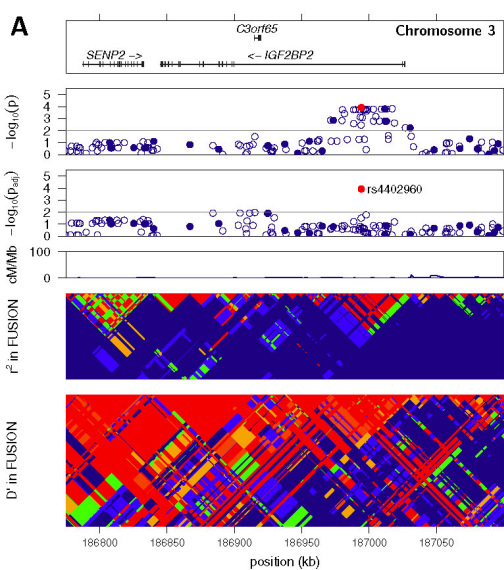 A
Chromosome 3
C3orf65
SENP2 ->
<- IGF2BP2
−log10(p)
5
4
3
2
1
0
−log10(padj)
5
4
3
2
1
0
rs4402960
cM/Mb
100
0
r2 in FUSION
D' in FUSION
186800 186850 186900 186950 187000 187050
position (kb)